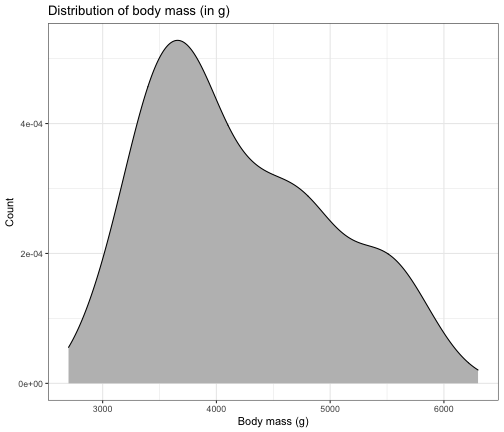 Distribution of body mass (in g)
4e-04
2e-04
0e+00
Count
3000 4000 5000 6000
Body mass (g)